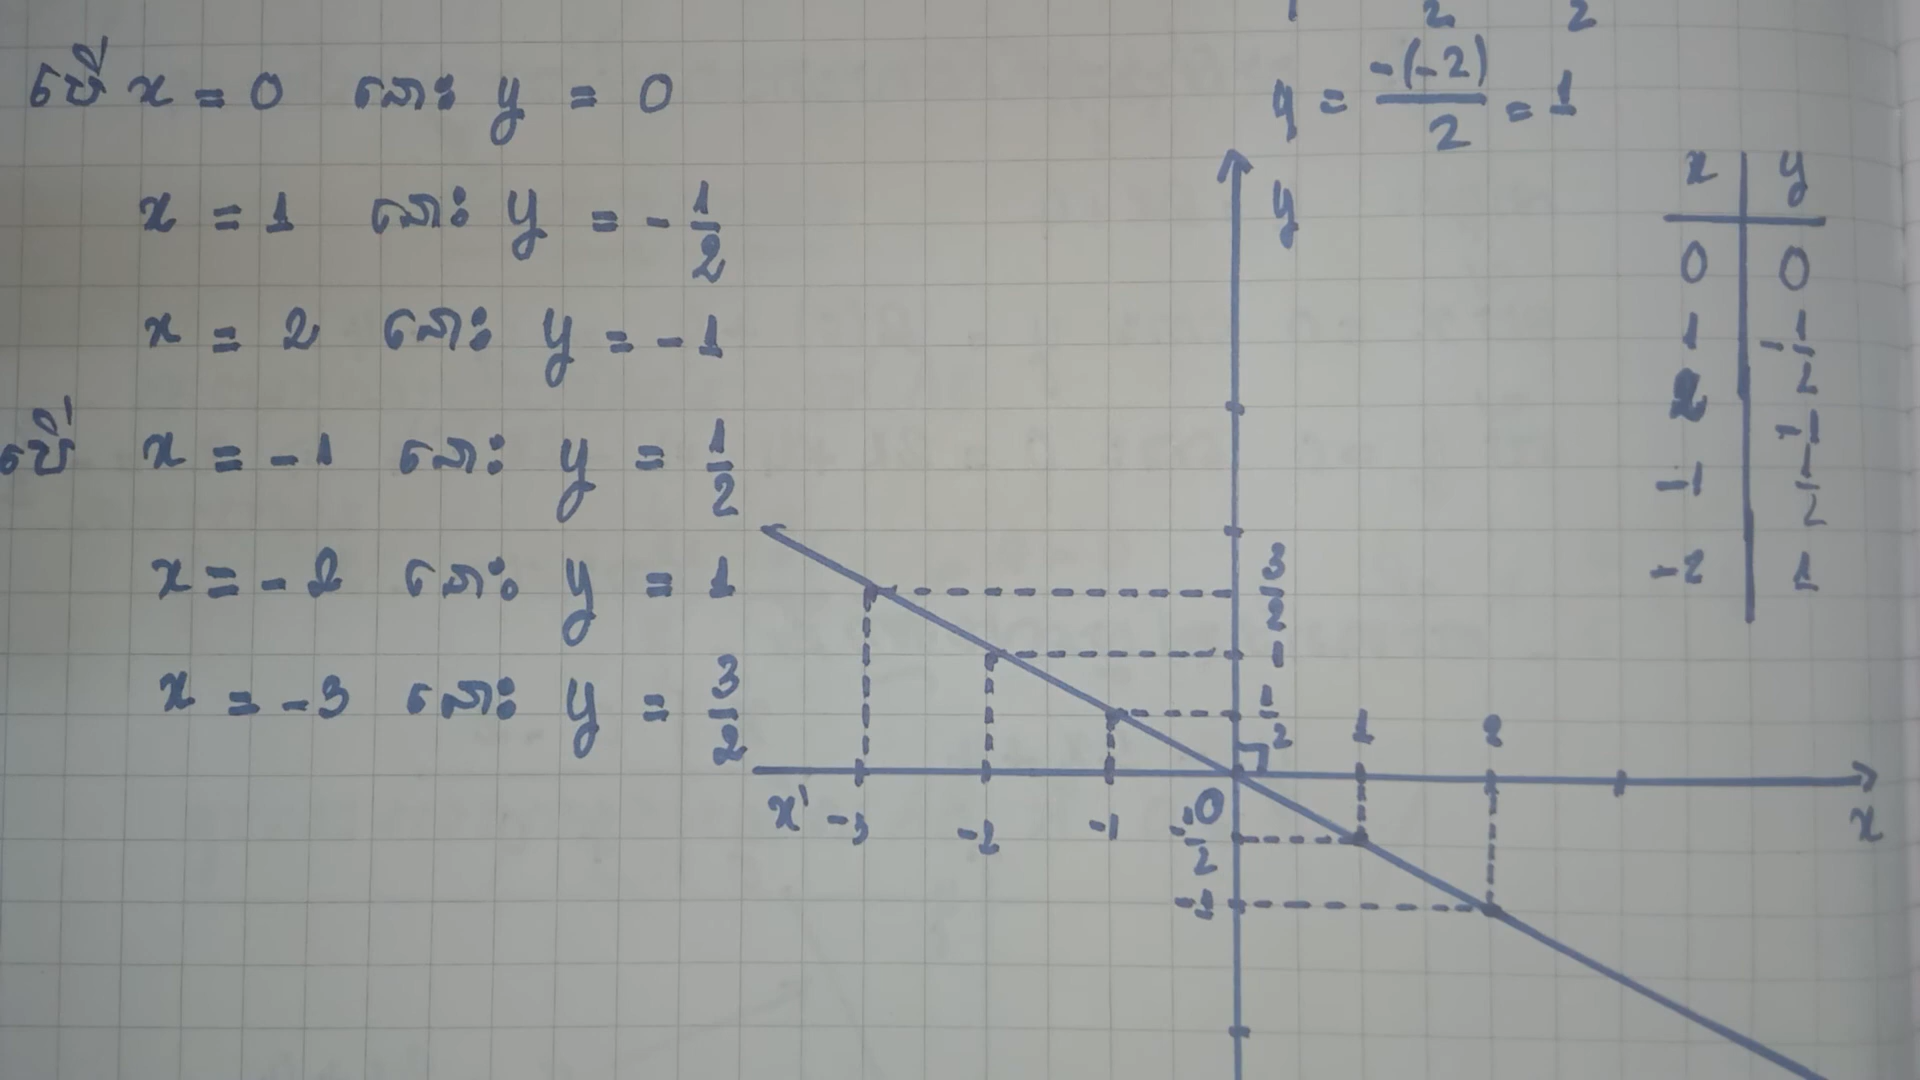 បើ x = 0 នោះ y = 0
x = 1 នោះ y = -1/2
x = 2 នោះ y = -1
បើ x = -1 នោះ y = 1/2
x = -2 នោះ y = 1
x = -3 នោះ y = 3/2
2 2
y = -(-2)/2 = 1
x y
0 0
1 -1/2
2 -1
-1 1/2
-2 1
y
3/2
1
1/2
1 2
x' -3 -2 -1 0 x
-1/2
-1